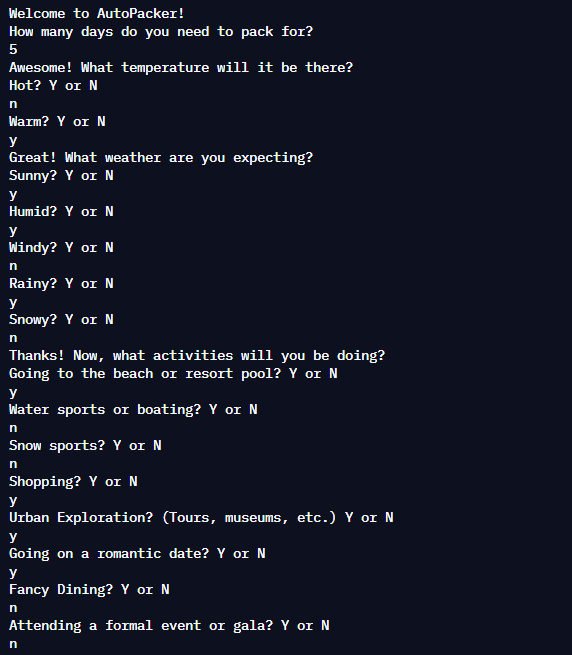 Welcome to AutoPacker!
How many days do you need to pack for?
5
Awesome! What temperature will it be there?
Hot? Y or N
n
Warm? Y or N
y
Great! What weather are you expecting?
Sunny? Y or N
y
Humid? Y or N
y
Windy? Y or N
n
Rainy? Y or N
y
Snowy? Y or N
n
Thanks! Now, what activities will you be doing?
Going to the beach or resort pool? Y or N
y
Water sports or boating? Y or N
n
Snow sports? Y or N
n
Shopping? Y or N
y
Urban Exploration? (Tours, museums, etc.) Y or N
y
Going on a romantic date? Y or N
y
Fancy Dining? Y or N
n
Attending a formal event or gala? Y or N
n